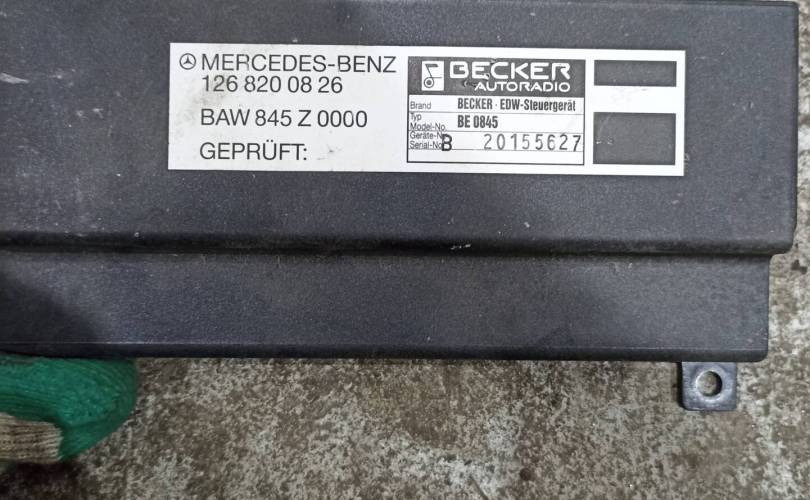 MERCEDES-BENZ
126 820 08 26
BAW 845 Z 0000
GEPRÜFT:
BECKER
AUTORADIO
Brand BECKER · EDW-Steuergerät
Typ
Model-No. BE 0845
Geräte-No.
Serial-No. B 20155627